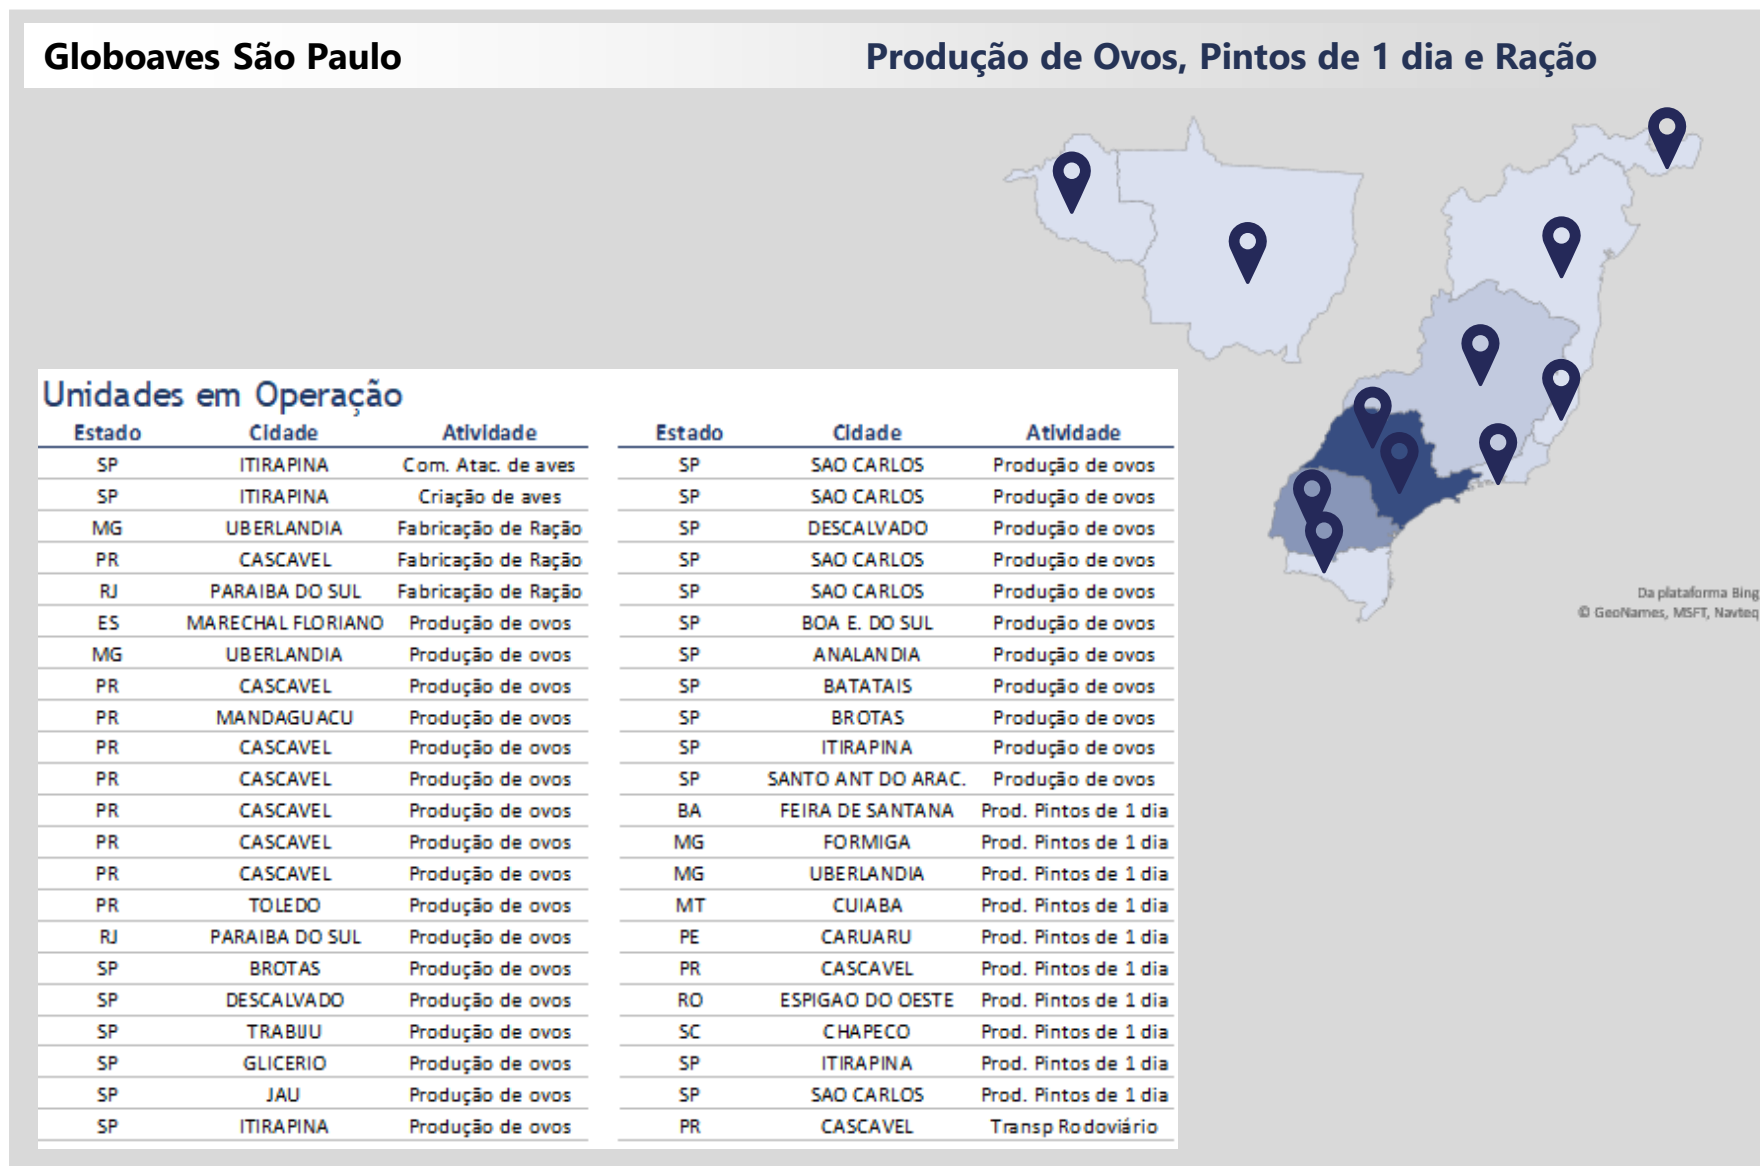 Globoaves São Paulo
Produção de Ovos, Pintos de 1 dia e Ração
Da plataforma Bing
© GeoNames, MSFT, Navteq
Unidades em Operação
Estado Cidade Atividade
SP ITIRAPINA Com. Atac. de aves
SP ITIRAPINA Criação de aves
MG UBERLANDIA Fabricação de Ração
PR CASCAVEL Fabricação de Ração
RJ PARAIBA DO SUL Fabricação de Ração
ES MARECHAL FLORIANO Produção de ovos
MG UBERLANDIA Produção de ovos
PR CASCAVEL Produção de ovos
PR MANDAGUACU Produção de ovos
PR CASCAVEL Produção de ovos
PR CASCAVEL Produção de ovos
PR CASCAVEL Produção de ovos
PR CASCAVEL Produção de ovos
PR CASCAVEL Produção de ovos
PR TOLEDO Produção de ovos
RJ PARAIBA DO SUL Produção de ovos
SP BROTAS Produção de ovos
SP DESCALVADO Produção de ovos
SP TRABIJU Produção de ovos
SP GLICERIO Produção de ovos
SP JAU Produção de ovos
SP ITIRAPINA Produção de ovos
Estado Cidade Atividade
SP SAO CARLOS Produção de ovos
SP SAO CARLOS Produção de ovos
SP DESCALVADO Produção de ovos
SP SAO CARLOS Produção de ovos
SP SAO CARLOS Produção de ovos
SP BOA E. DO SUL Produção de ovos
SP ANALANDIA Produção de ovos
SP BATATAIS Produção de ovos
SP BROTAS Produção de ovos
SP ITIRAPINA Produção de ovos
SP SANTO ANT DO ARAC. Produção de ovos
BA FEIRA DE SANTANA Prod. Pintos de 1 dia
MG FORMIGA Prod. Pintos de 1 dia
MG UBERLANDIA Prod. Pintos de 1 dia
MT CUIABA Prod. Pintos de 1 dia
PE CARUARU Prod. Pintos de 1 dia
PR CASCAVEL Prod. Pintos de 1 dia
RO ESPIGAO DO OESTE Prod. Pintos de 1 dia
SC CHAPECO Prod. Pintos de 1 dia
SP ITIRAPINA Prod. Pintos de 1 dia
SP SAO CARLOS Prod. Pintos de 1 dia
PR CASCAVEL Transp Rodoviário